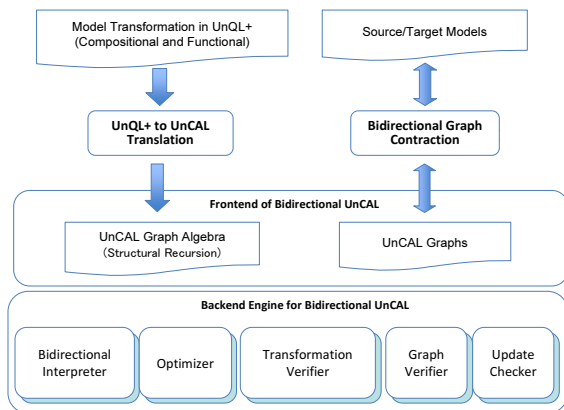 Model Transformation in UnQL+
(Compositional and Functional)
Source/Target Models
UnQL+ to UnCAL
Translation
Bidirectional Graph
Contraction
Frontend of Bidirectional UnCAL
UnCAL Graph Algebra
(Structural Recursion)
UnCAL Graphs
Backend Engine for Bidirectional UnCAL
Bidirectional
Interpreter
Optimizer
Transformation
Verifier
Graph
Verifier
Update
Checker